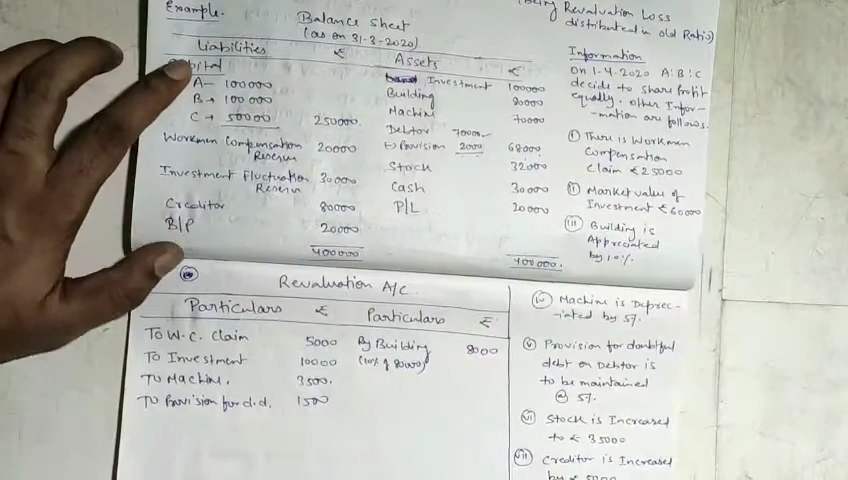 (Being Revaluation Loss
distributed in old Ratio)
Example.
Balance Sheet
(as on 31-3-2020)
Liabilities ₹ Assets ₹
Capital
A- 100000
B→ 100000
C→ 50000 250000
Workmen Compensation
Reserve 20000
Investment Fluctuation
Reserve 30000
Creditor 80000
B/P 20000
400000
Investment 100000
Building 80000
Machine 70000
Debtor 70000
(-) Provision 2000 68000
Stock 32000
Cash 30000
P/L 20000
400000.
Information
On 1-4-2020 A:B:C
decide to share Profit
equally. Other Infor-
-mation are follows.
(i) There is Workmen
Compensation
Claim ₹ 25000
(ii) Market value of
Investment ₹ 60000
(iii) Building is
Appreciated
by 10%.
Revaluation A/C.
Particulars ₹ Particulars ₹
To W.C. Claim 5000 By Building 8000
To Investment 10000 (10% of 80000)
To Machine. 3500.
To Provision for d.d. 1500
(iv) Machine is Deprec-
-iated by 5%.
(v) Provision for doubtful
debt on Debtor is
to be maintained
@ 5%.
(vi) Stock is Increased
to ₹ 35000
(vii) Creditor is Increased
by ₹